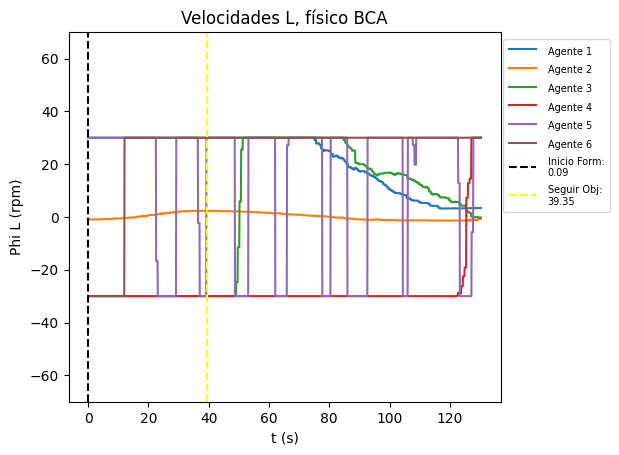 Velocidades L, físico BCA
Phi L (rpm)
60
40
20
0
−20
−40
−60
0
20
40
60
80
100
120
t (s)
Agente 1
Agente 2
Agente 3
Agente 4
Agente 5
Agente 6
Inicio Form:
0.09
Seguir Obj:
39.35